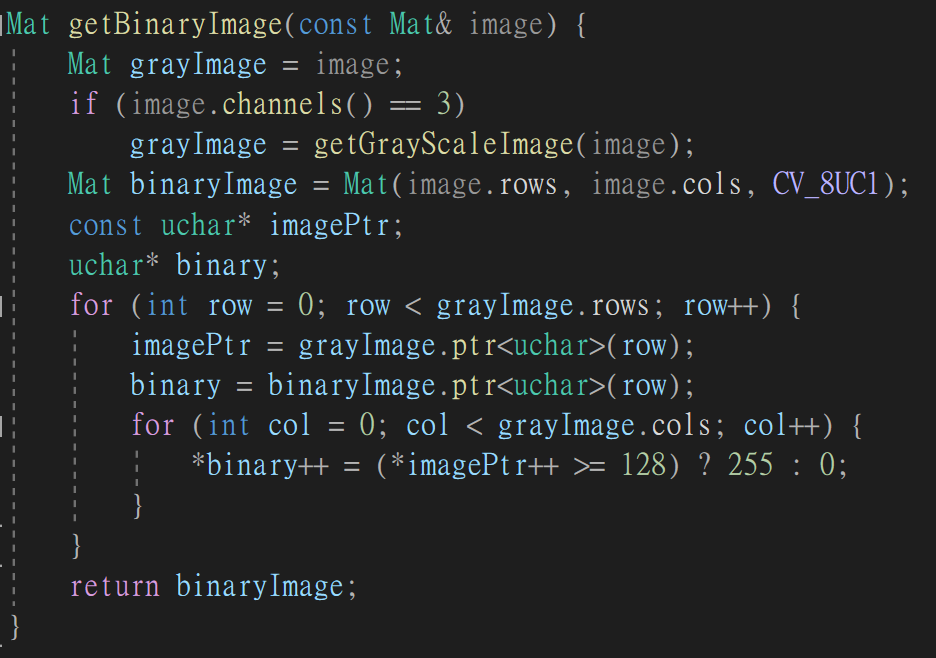 Mat getBinaryImage(const Mat& image) {
    Mat grayImage = image;
    if (image.channels() == 3)
        grayImage = getGrayScaleImage(image);
    Mat binaryImage = Mat(image.rows, image.cols, CV_8UC1);
    const uchar* imagePtr;
    uchar* binary;
    for (int row = 0; row < grayImage.rows; row++) {
        imagePtr = grayImage.ptr<uchar>(row);
        binary = binaryImage.ptr<uchar>(row);
        for (int col = 0; col < grayImage.cols; col++) {
            *binary++ = (*imagePtr++ >= 128) ? 255 : 0;
        }
    }
    return binaryImage;
}